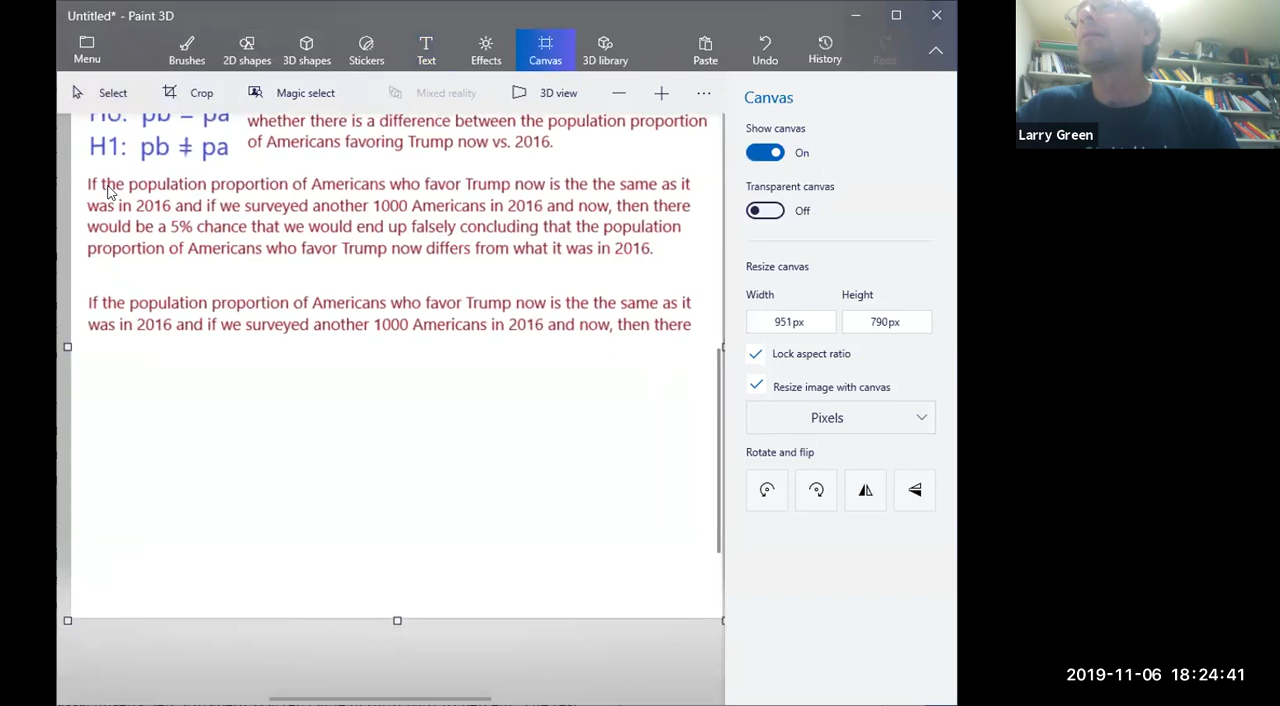 Untitled* - Paint 3D
Menu
Brushes
2D shapes
3D shapes
Stickers
Text
Effects
Canvas
3D library
Paste
Undo
History
Redo
Select
Crop
Magic select
Mixed reality
3D view
H0: pb = pa
H1: pb ≠ pa
whether there is a difference between the population proportion
of Americans favoring Trump now vs. 2016.
If the population proportion of Americans who favor Trump now is the the same as it
was in 2016 and if we surveyed another 1000 Americans in 2016 and now, then there
would be a 5% chance that we would end up falsely concluding that the population
proportion of Americans who favor Trump now differs from what it was in 2016.
If the population proportion of Americans who favor Trump now is the the same as it
was in 2016 and if we surveyed another 1000 Americans in 2016 and now, then there
Canvas
Show canvas
On
Transparent canvas
Off
Resize canvas
Width
Height
951px
790px
Lock aspect ratio
Resize image with canvas
Pixels
Rotate and flip
Larry Green
2019-11-06 18:24:41